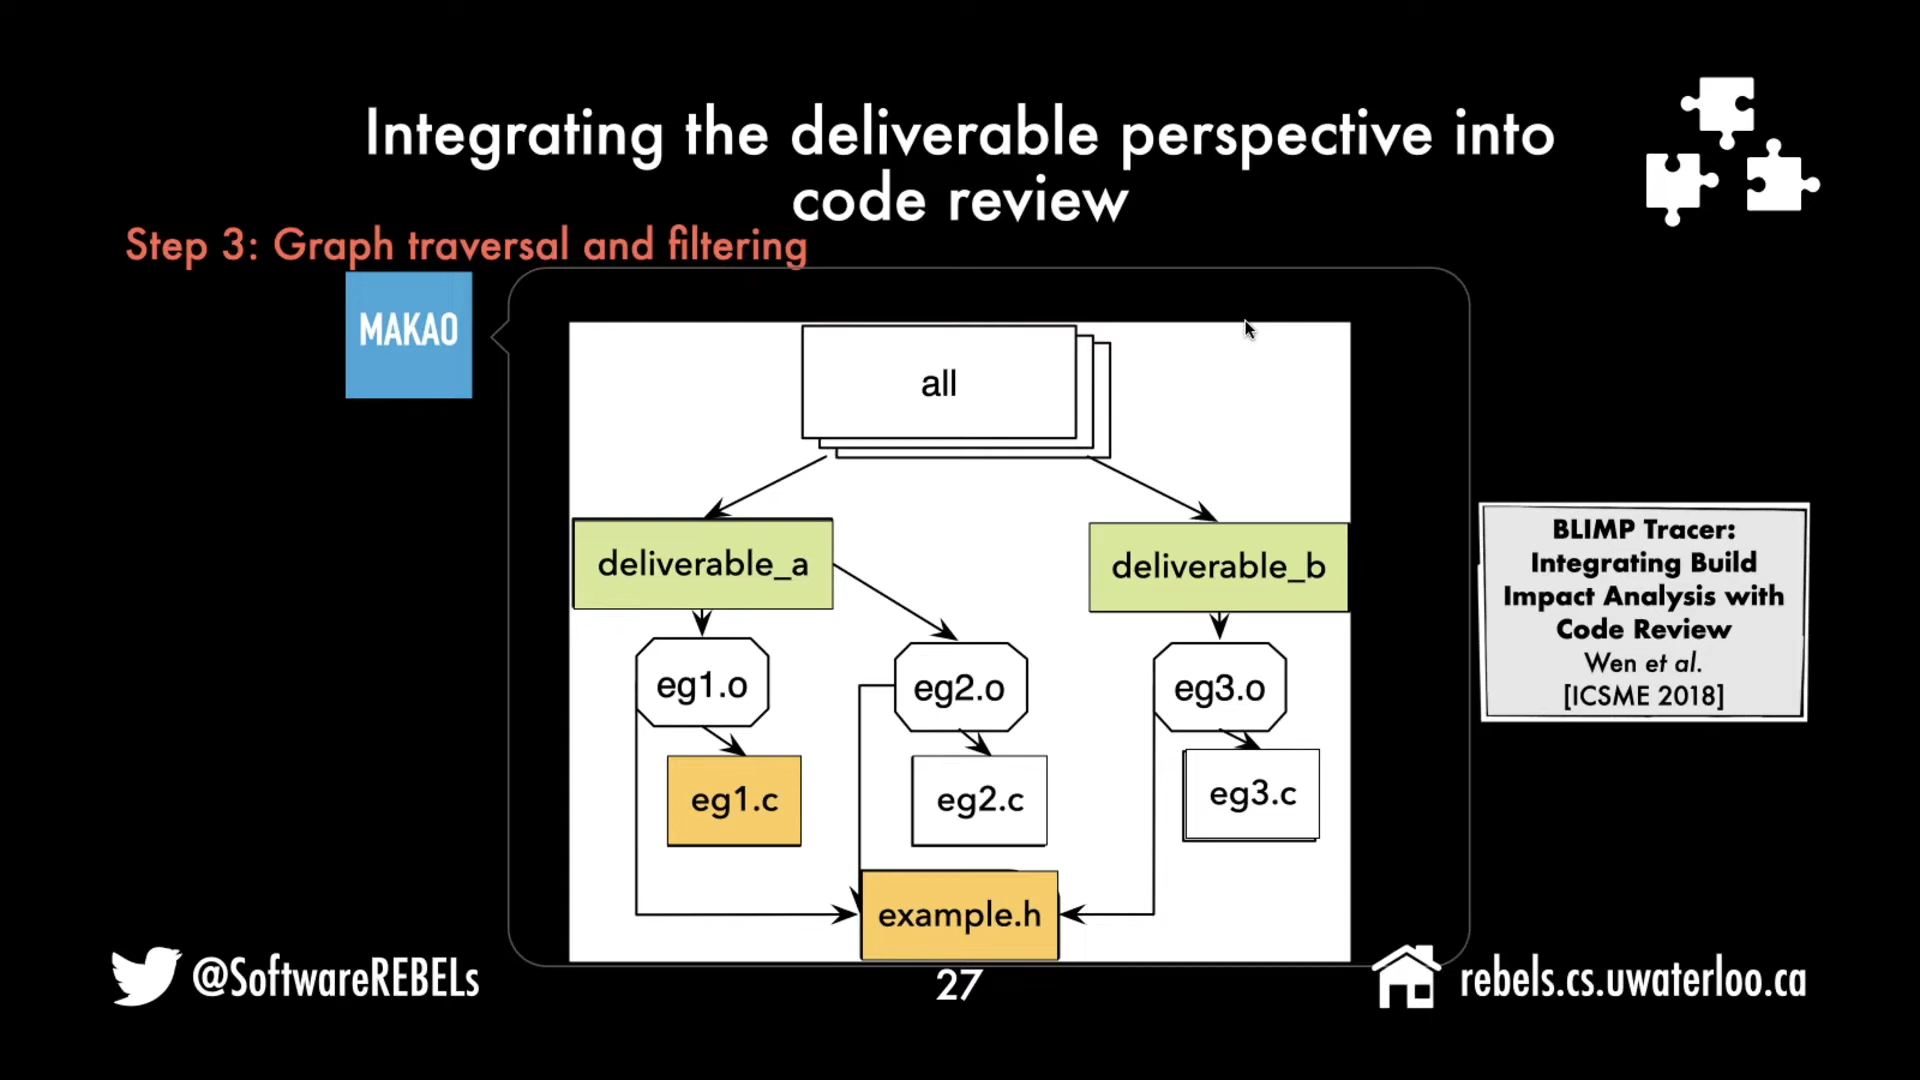 Integrating the deliverable perspective into
code review
Step 3: Graph traversal and filtering
MAKAO
all
deliverable_a
deliverable_b
eg1.o
eg2.o
eg3.o
eg1.c
eg2.c
eg3.c
example.h
BLIMP Tracer:
Integrating Build
Impact Analysis with
Code Review
Wen et al.
[ICSME 2018]
@SoftwareREBELs
27
rebels.cs.uwaterloo.ca